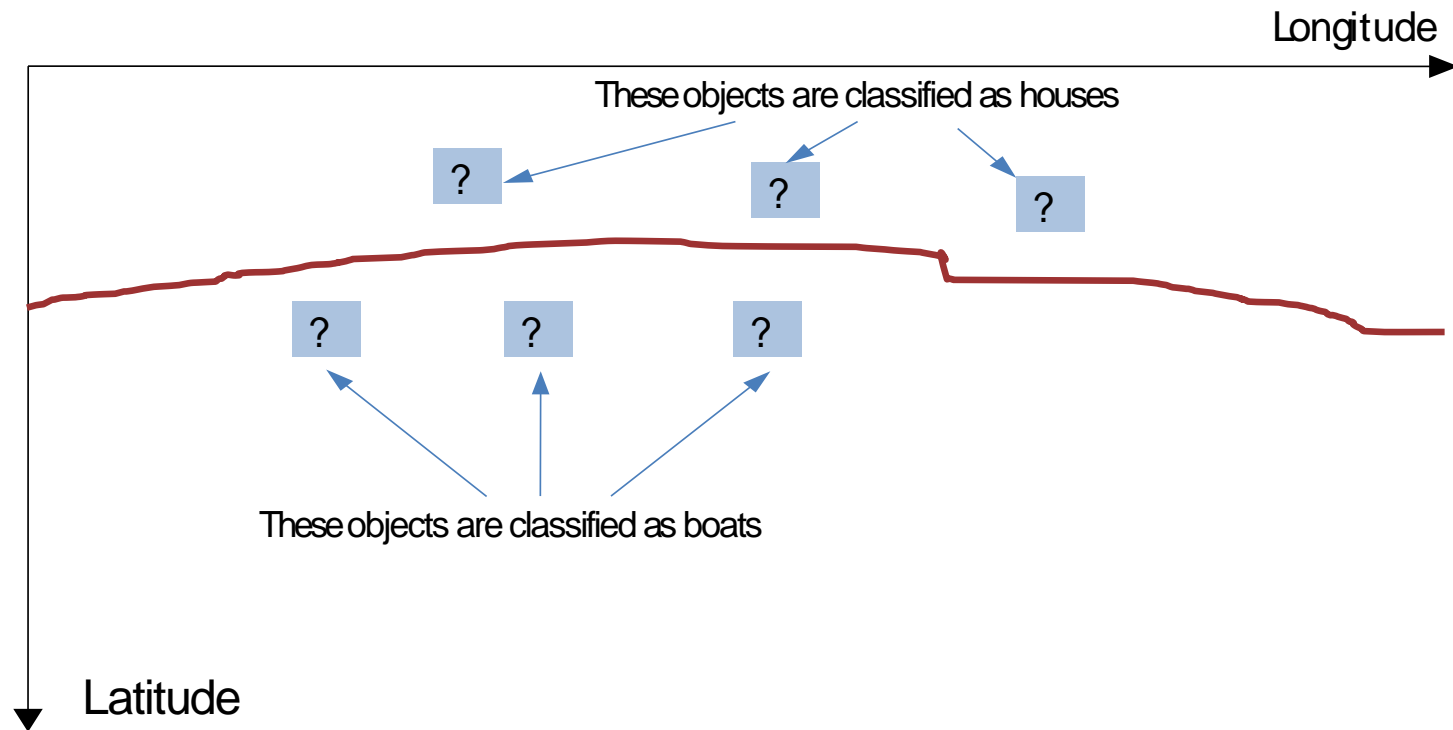 Longitude
These objects are classified as houses
?
?
?
?
?
?
These objects are classified as boats
Latitude